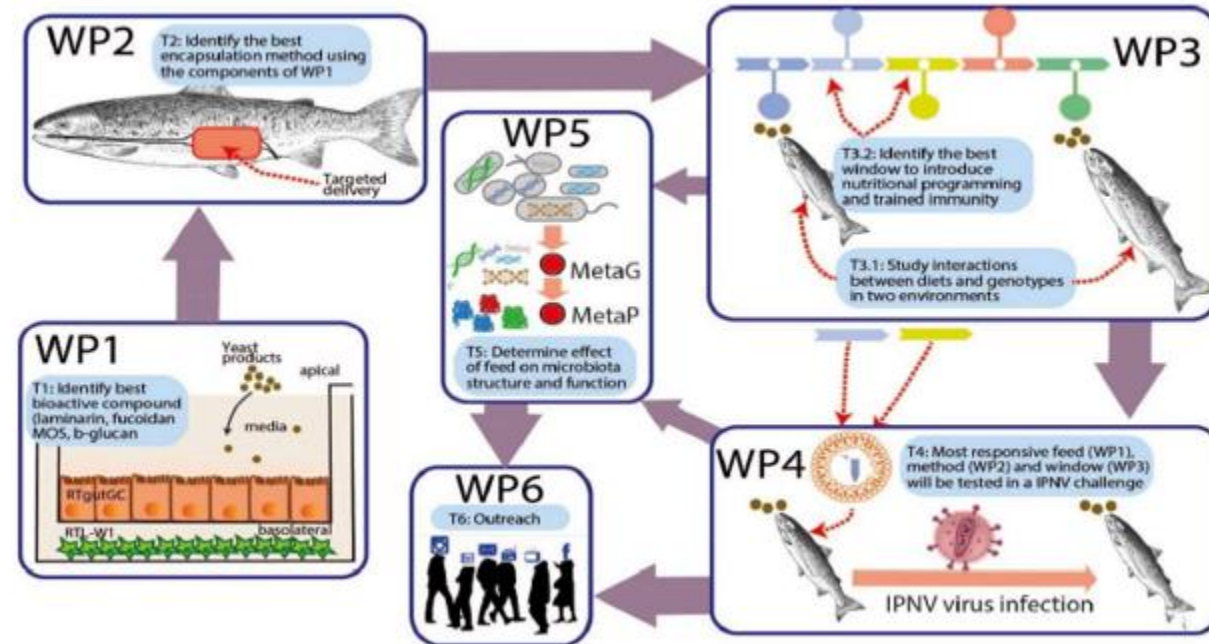 WP2
T2: Identify the best
encapsulation method using
the components of WP1
Targeted
delivery
WP3
T3.2: Identify the best
window to introduce
nutritional programming
and trained immunity
T3.1: Study interactions
between diets and genotypes
in two environments
WP5
MetaG
MetaP
T5: Determine effect
of feed on microbiota
structure and function
WP1
Yeast
products
apical
T1: Identify best
bioactive compound
(laminarin, fucoidan
MOS, b-glucan
media
RTgutGC
RTL-W1
basolateral
WP4
T4: Most responsive feed (WP1),
method (WP2) and window (WP3)
will be tested in a IPNV challenge
IPNV virus infection
WP6
T6: Outreach
f